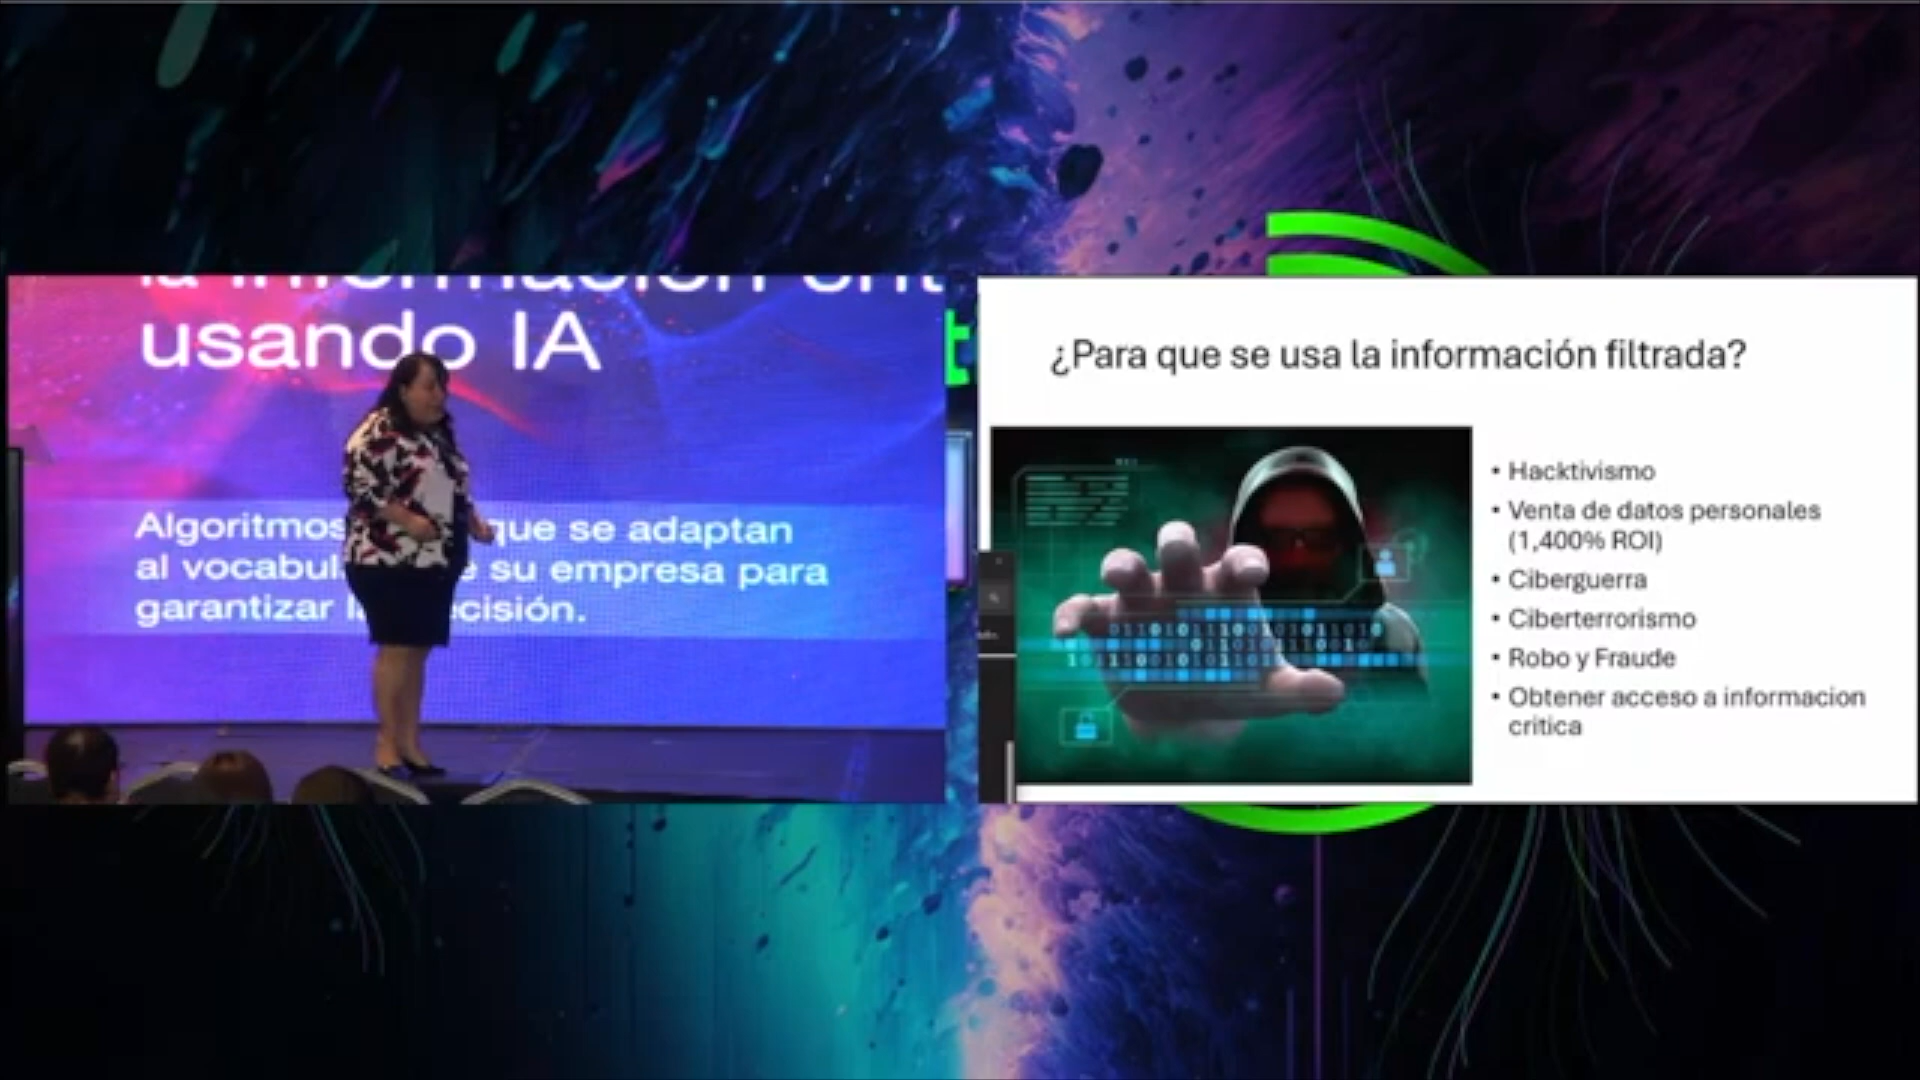 usando IA
Algoritmos que se adaptan
al vocabul su empresa para
garantizar
¿Para que se usa la información filtrada?
• Hacktivismo
• Venta de datos personales
(1,400% ROI)
• Ciberguerra
• Ciberterrorismo
• Robo y Fraude
• Obtener acceso a informacion
critica